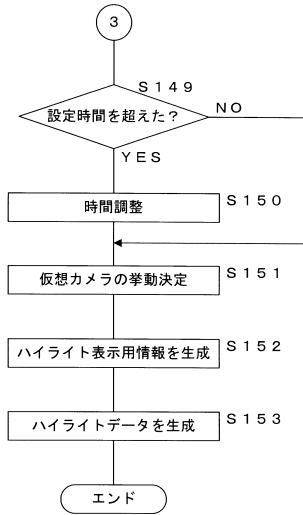 3
S149
設定時間を超えた？
NO
YES
時間調整
S150
仮想カメラの挙動決定
S151
ハイライト表示用情報を生成
S152
ハイライトデータを生成
S153
エンド